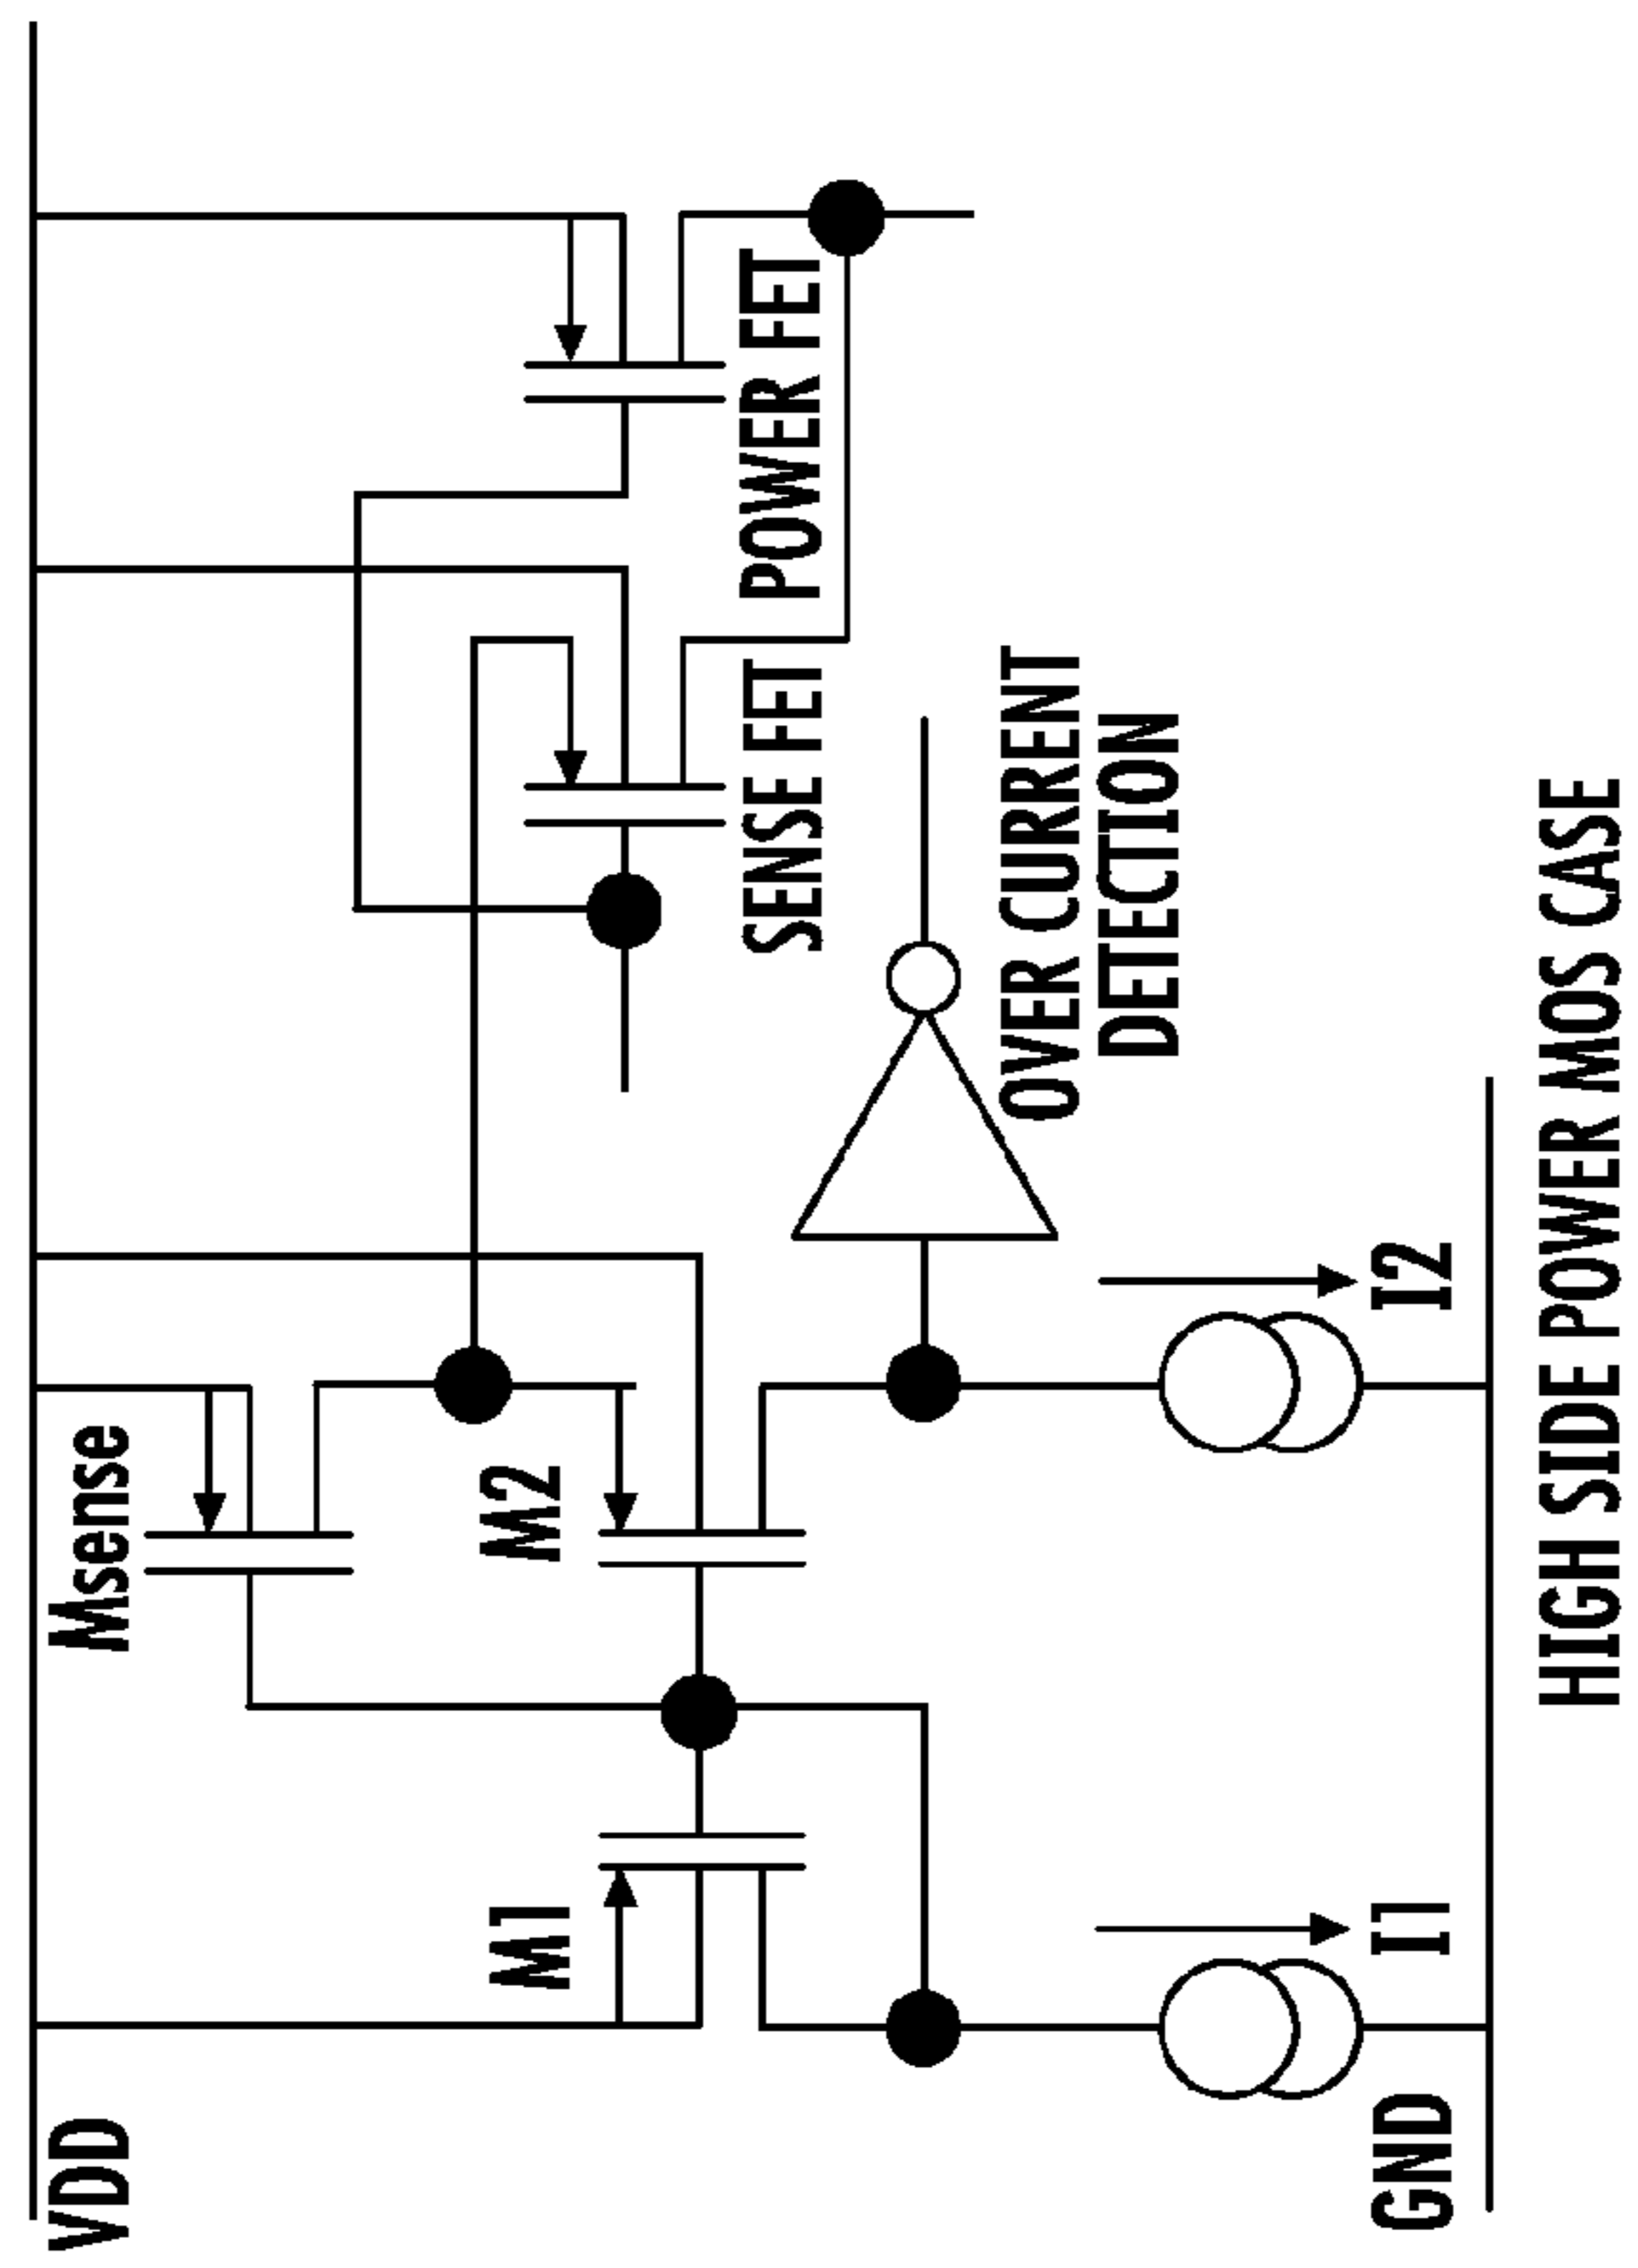 VDD
Msense
M1
M2
SENSE FET
POWER FET
OVER CURRENT
DETECTION
I1
I2
GND
HIGH SIDE POWER MOS CASE